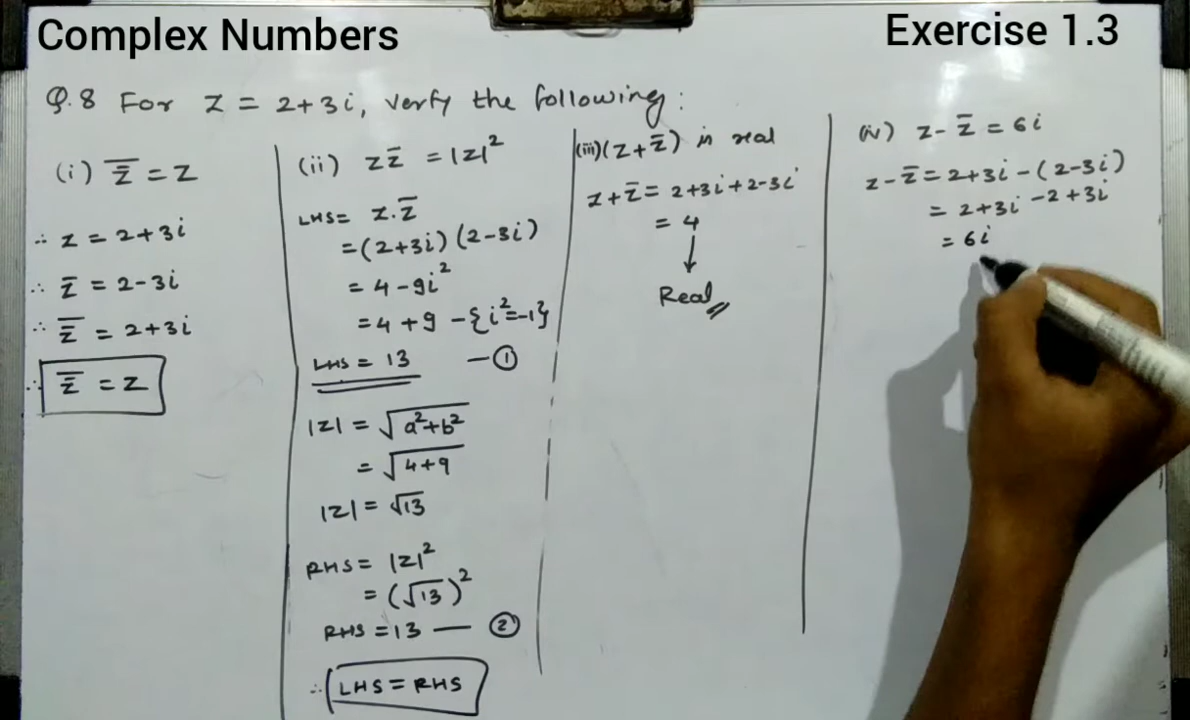 Complex Numbers
Exercise 1.3
Q.8 For z = 2+3i, verfy the following:
(i) z̿ = z
∴ z = 2+3i
∴ z̄ = 2-3i
∴ z̿ = 2+3i
∴ z̿ = z
(ii) z z̄ = |z|²
LHS = z.z̄
= (2+3i) (2-3i)
= 4 - 9i²
= 4 + 9 - {i²=-1}
LHS = 13 — ①
|z| = √(a²+b²)
= √(4+9)
|z| = √13
RHS = |z|²
= (√13)²
RHS = 13 — ②
∴ LHS = RHS
(iii) (z+z̄) is real
z+z̄ = 2+3i+2-3i
= 4
↓
Real
(iv) z - z̄ = 6i
z - z̄ = 2+3i - (2-3i)
= 2+3i - 2+3i
= 6i